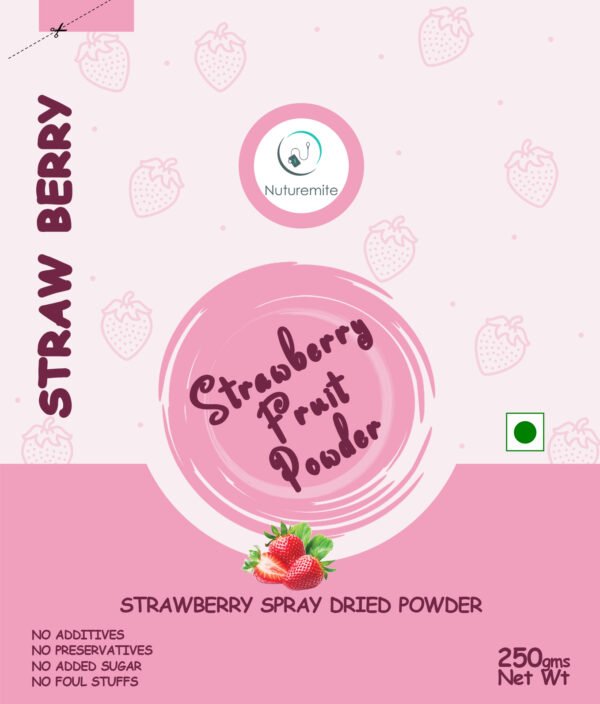 STRAW BERRY
Nuturemite
Strawberry
Fruit
Powder
STRAWBERRY SPRAY DRIED POWDER
NO ADDITIVES
NO PRESERVATIVES
NO ADDED SUGAR
NO FOUL STUFFS
250gms
Net Wt